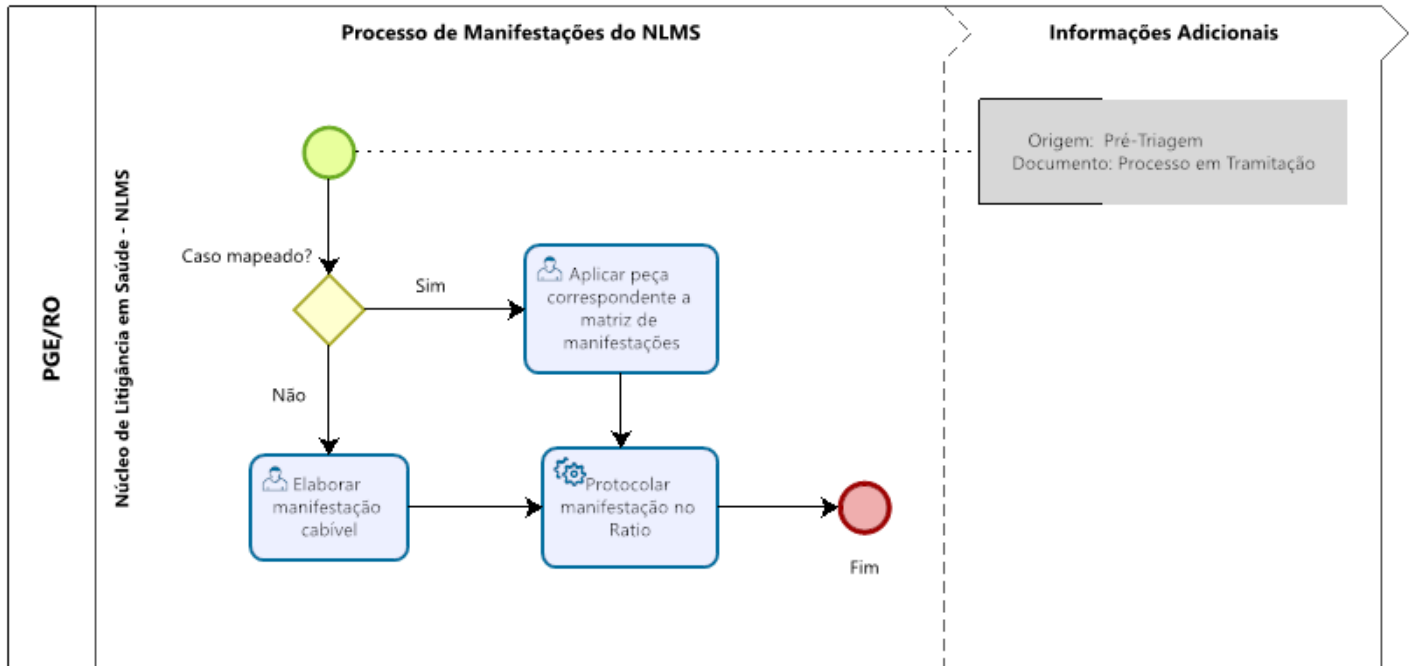 Processo de Manifestações do NLMS
Informações Adicionais
PGE/RO
Núcleo de Litigância em Saúde - NLMS
Origem:  Pré-Triagem
Documento: Processo em Tramitação
Caso mapeado?
Sim
Aplicar peça
correspondente a
matriz de
manifestações
Não
Elaborar
manifestação
cabível
Protocolar
manifestação no
Ratio
Fim